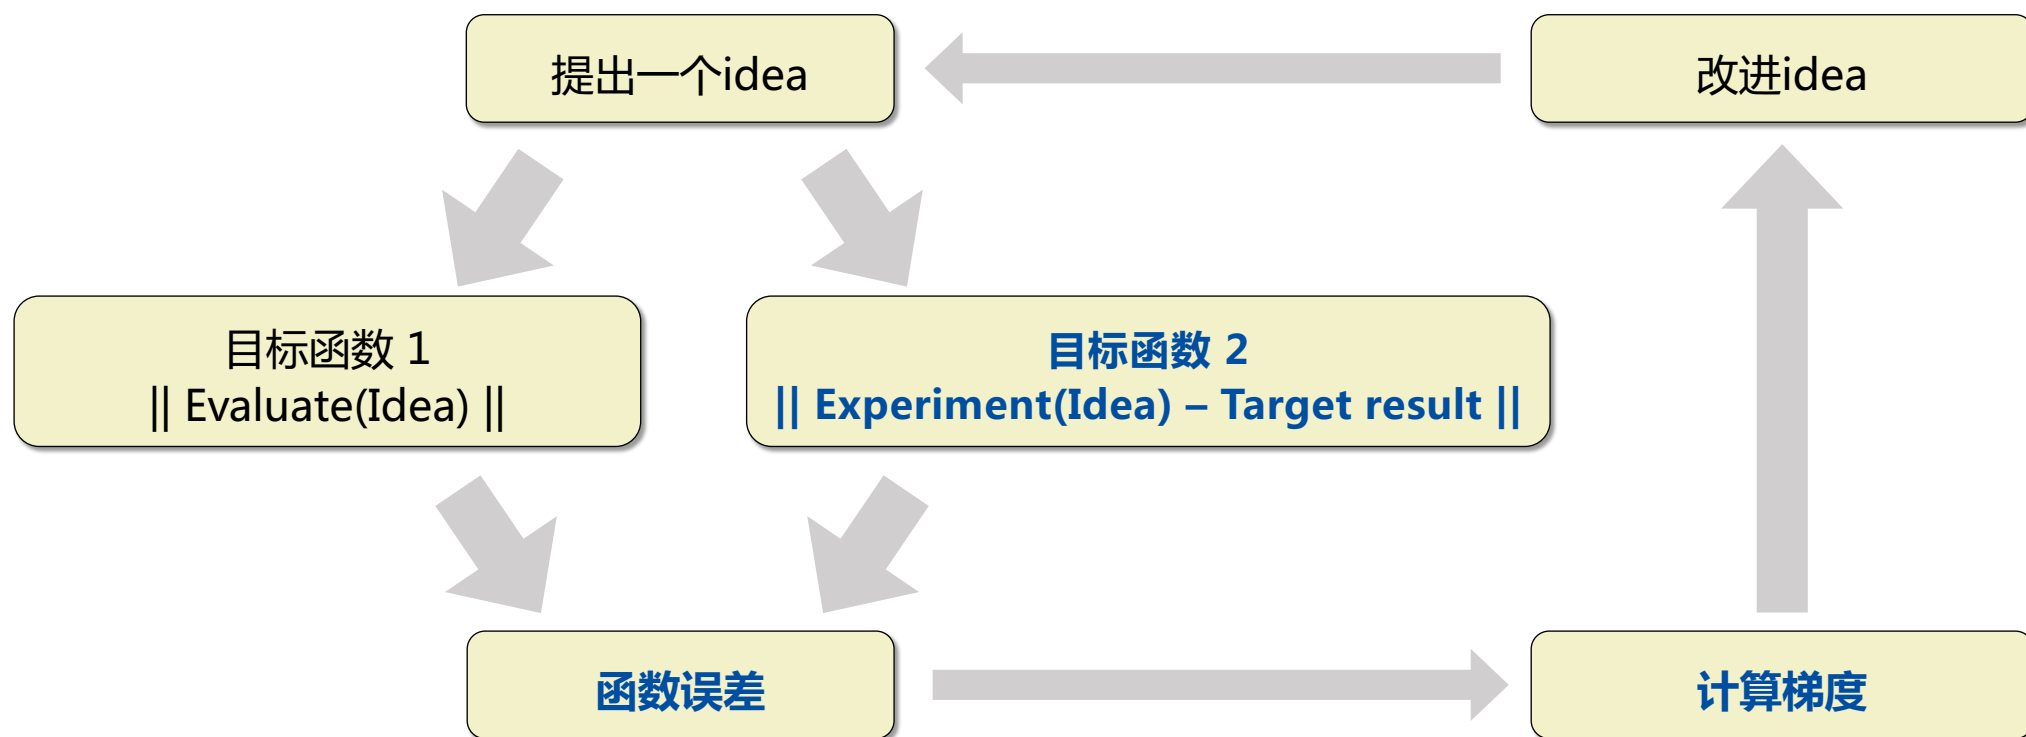 提出一个idea
改进idea
目标函数 1
|| Evaluate(Idea) ||
目标函数 2
|| Experiment(Idea) – Target result ||
函数误差
计算梯度